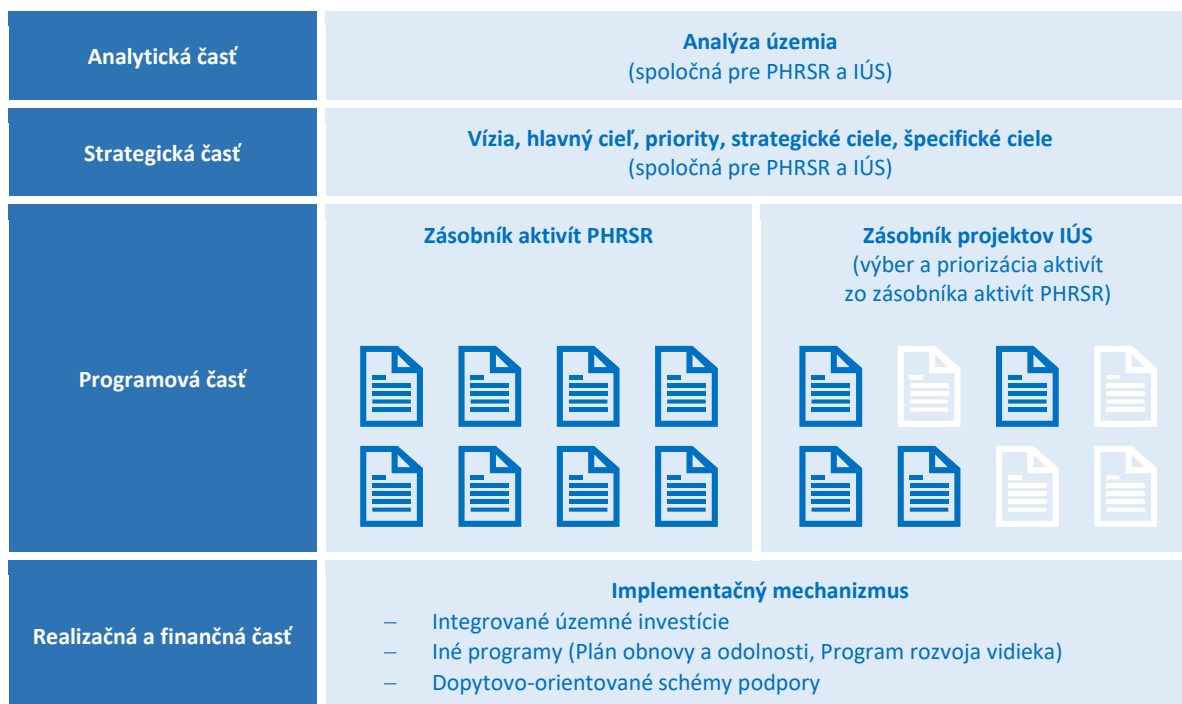 Analytická časť
Analýza územia
(spoločná pre PHRSR a IÚS)
Strategická časť
Vízia, hlavný cieľ, priority, strategické ciele, špecifické ciele
(spoločná pre PHRSR a IÚS)
Programová časť
Zásobník aktivít PHRSR
Zásobník projektov IÚS
(výber a priorizácia aktivít
zo zásobníka aktivít PHRSR)
Realizačná a finančná časť
Implementačný mechanizmus
– Integrované územné investície
– Iné programy (Plán obnovy a odolnosti, Program rozvoja vidieka)
– Dopytovo-orientované schémy podpory